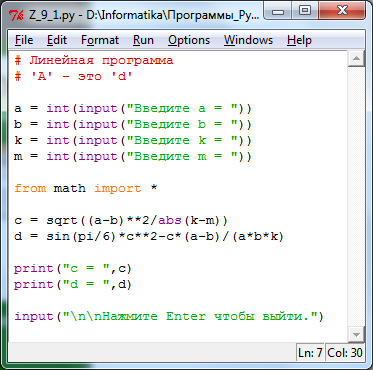 Z_9_1.py - D:\Informatika\Программы_Ру...
File Edit Format Run Options Windows Help
# Линейная программа
# 'A' - это 'd'
a = int(input("Введите a = "))
b = int(input("Введите b = "))
k = int(input("Введите k = "))
m = int(input("Введите m = "))
from math import *
c = sqrt((a-b)**2/abs(k-m))
d = sin(pi/6)*c**2-c*(a-b)/(a*b*k)
print("c = ",c)
print("d = ",d)
input("\n\nНажмите Enter чтобы выйти.")
Ln: 7 Col: 30